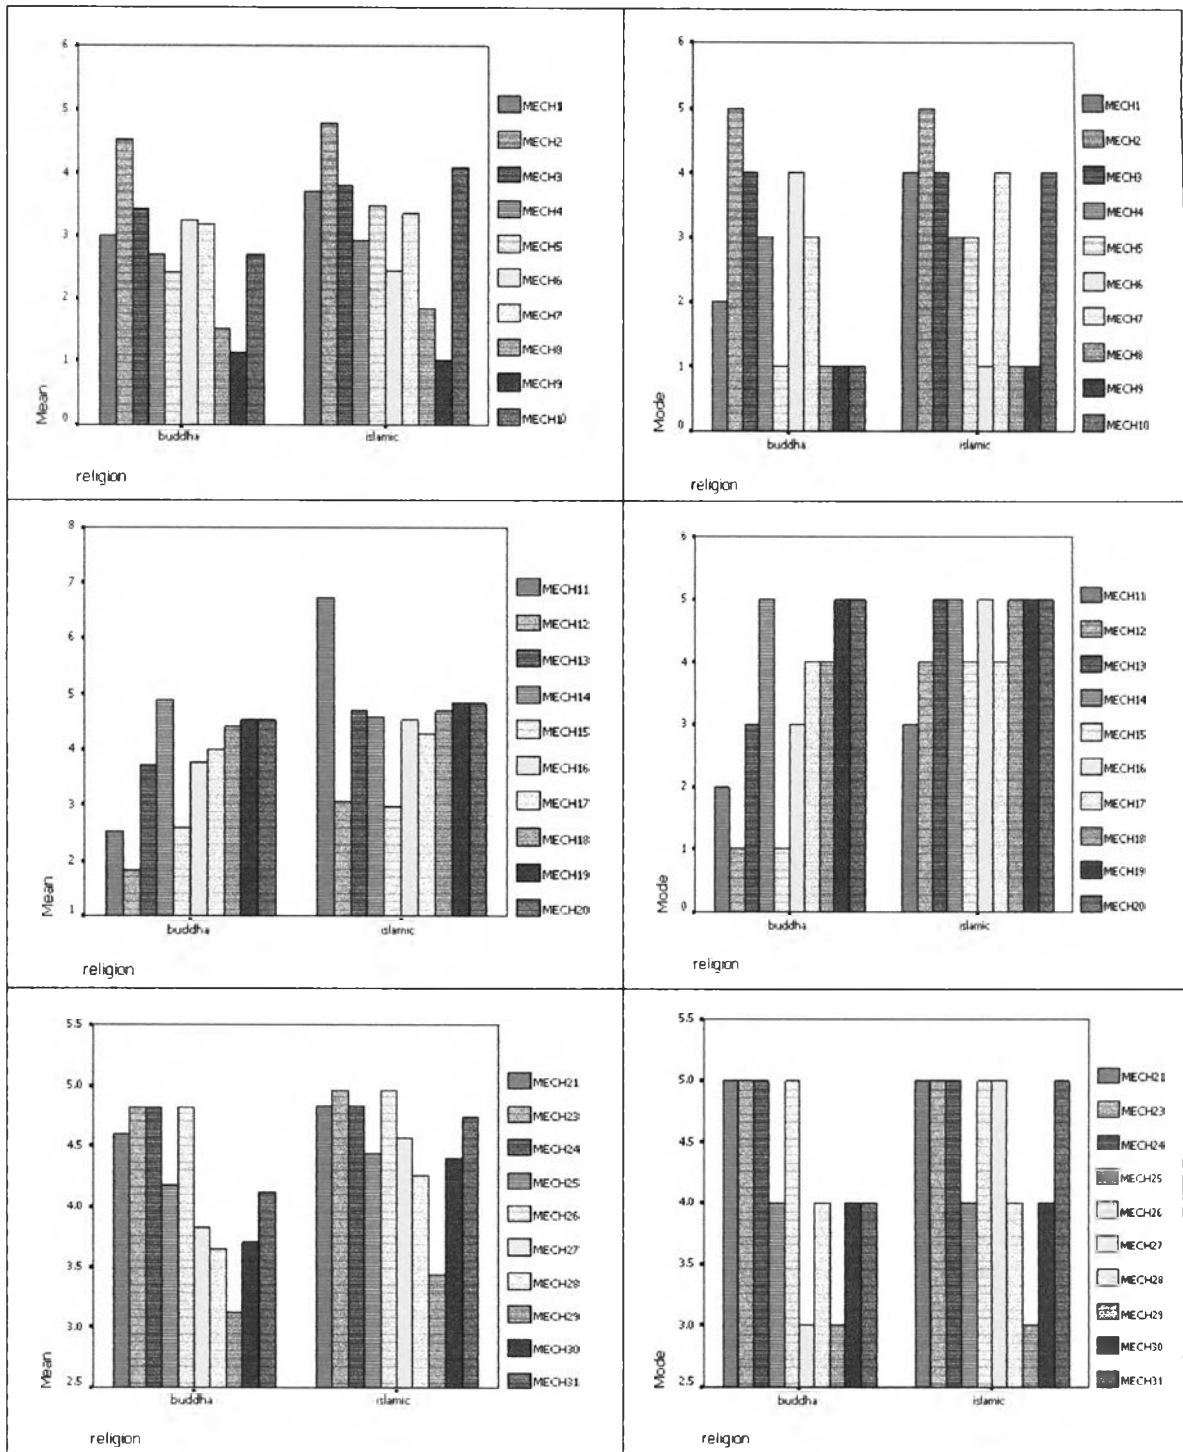 6
5
4
3
2
1
0
Mean
buddha
islamic
religion
MECH1
MECH2
MECH3
MECH4
MECH5
MECH6
MECH7
MECH8
MECH9
MECH10
6
5
4
3
2
1
0
Mode
buddha
islamic
religion
MECH1
MECH2
MECH3
MECH4
MECH5
MECH6
MECH7
MECH8
MECH9
MECH10
8
7
6
5
4
3
2
1
Mean
buddha
islamic
religion
MECH11
MECH12
MECH13
MECH14
MECH15
MECH16
MECH17
MECH18
MECH19
MECH20
6
5
4
3
2
1
0
Mode
buddha
islamic
religion
MECH11
MECH12
MECH13
MECH14
MECH15
MECH16
MECH17
MECH18
MECH19
MECH20
5.5
5.0
4.5
4.0
3.5
3.0
2.5
Mean
buddha
islamic
religion
MECH21
MECH23
MECH24
MECH25
MECH26
MECH27
MECH28
MECH29
MECH30
MECH31
5.5
5.0
4.5
4.0
3.5
3.0
2.5
Mode
buddha
islamic
religion
MECH21
MECH23
MECH24
MECH25
MECH26
MECH27
MECH28
MECH29
MECH30
MECH31